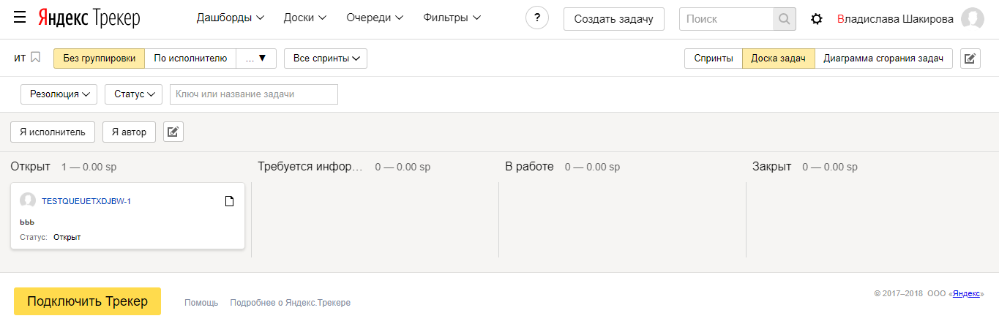 Яндекс Трекер Дашборды Доски Очереди Фильтры ? Создать задачу Поиск Владислава Шакирова
ИТ Без группировки По исполнителю ... ▼ Все спринты Спринты Доска задач Диаграмма сгорания задач
Резолюция Статус Ключ или название задачи
Я исполнитель Я автор
Открыт 1 — 0.00 sp Требуется инфор… 0 — 0.00 sp В работе 0 — 0.00 sp Закрыт 0 — 0.00 sp
TESTQUEUETXDJBW-1
ььь
Статус: Открыт
Подключить Трекер Помощь Подробнее о Яндекс.Трекере © 2017–2018 ООО «Яндекс»